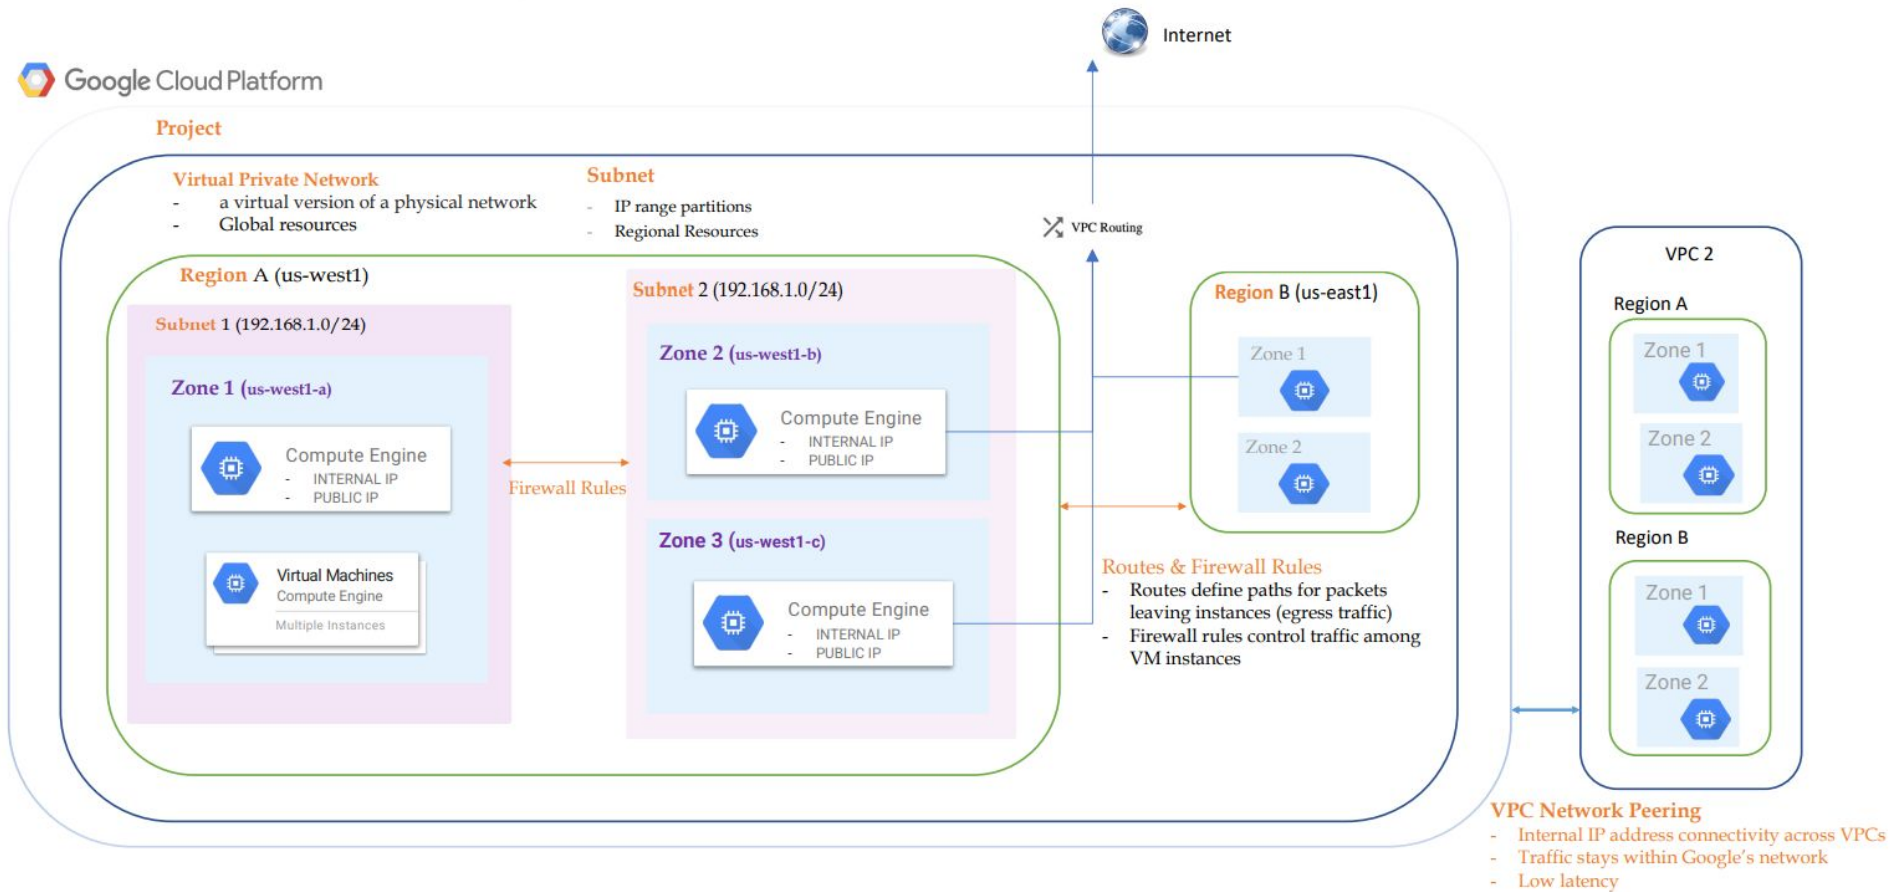 Internet
Google Cloud Platform
Project
Virtual Private Network
- a virtual version of a physical network
- Global resources
Subnet
- IP range partitions
- Regional Resources
VPC Routing
Region A (us-west1)
Subnet 1 (192.168.1.0/24)
Zone 1 (us-west1-a)
Compute Engine
- INTERNAL IP
- PUBLIC IP
Virtual Machines
Compute Engine
Multiple Instances
Firewall Rules
Subnet 2 (192.168.1.0/24)
Zone 2 (us-west1-b)
Compute Engine
- INTERNAL IP
- PUBLIC IP
Zone 3 (us-west1-c)
Compute Engine
- INTERNAL IP
- PUBLIC IP
Region B (us-east1)
Zone 1
Zone 2
Routes & Firewall Rules
- Routes define paths for packets
leaving instances (egress traffic)
- Firewall rules control traffic among
VM instances
VPC 2
Region A
Zone 1
Zone 2
Region B
Zone 1
Zone 2
VPC Network Peering
- Internal IP address connectivity across VPCs
- Traffic stays within Google's network
- Low latency